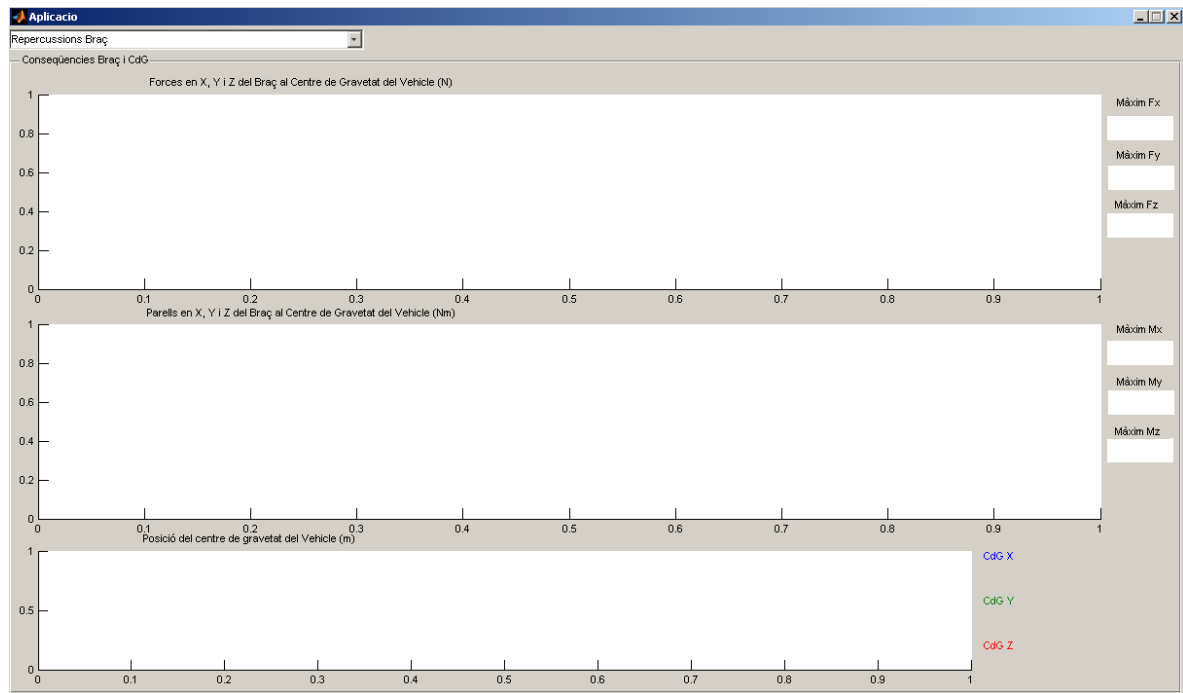 Aplicacio
Repercussions Braç
Conseqüencies Braç i CdG
Forces en X, Y i Z del Braç al Centre de Gravetat del Vehicle (N)
1
0.8
0.6
0.4
0.2
0
0 0.1 0.2 0.3 0.4 0.5 0.6 0.7 0.8 0.9 1
Màxim Fx
Màxim Fy
Màxim Fz
Parells en X, Y i Z del Braç al Centre de Gravetat del Vehicle (Nm)
1
0.8
0.6
0.4
0.2
0
0 0.1 0.2 0.3 0.4 0.5 0.6 0.7 0.8 0.9 1
Màxim Mx
Màxim My
Màxim Mz
Posició del centre de gravetat del Vehicle (m)
1
0.5
0
0 0.1 0.2 0.3 0.4 0.5 0.6 0.7 0.8 0.9 1
CdG X
CdG Y
CdG Z